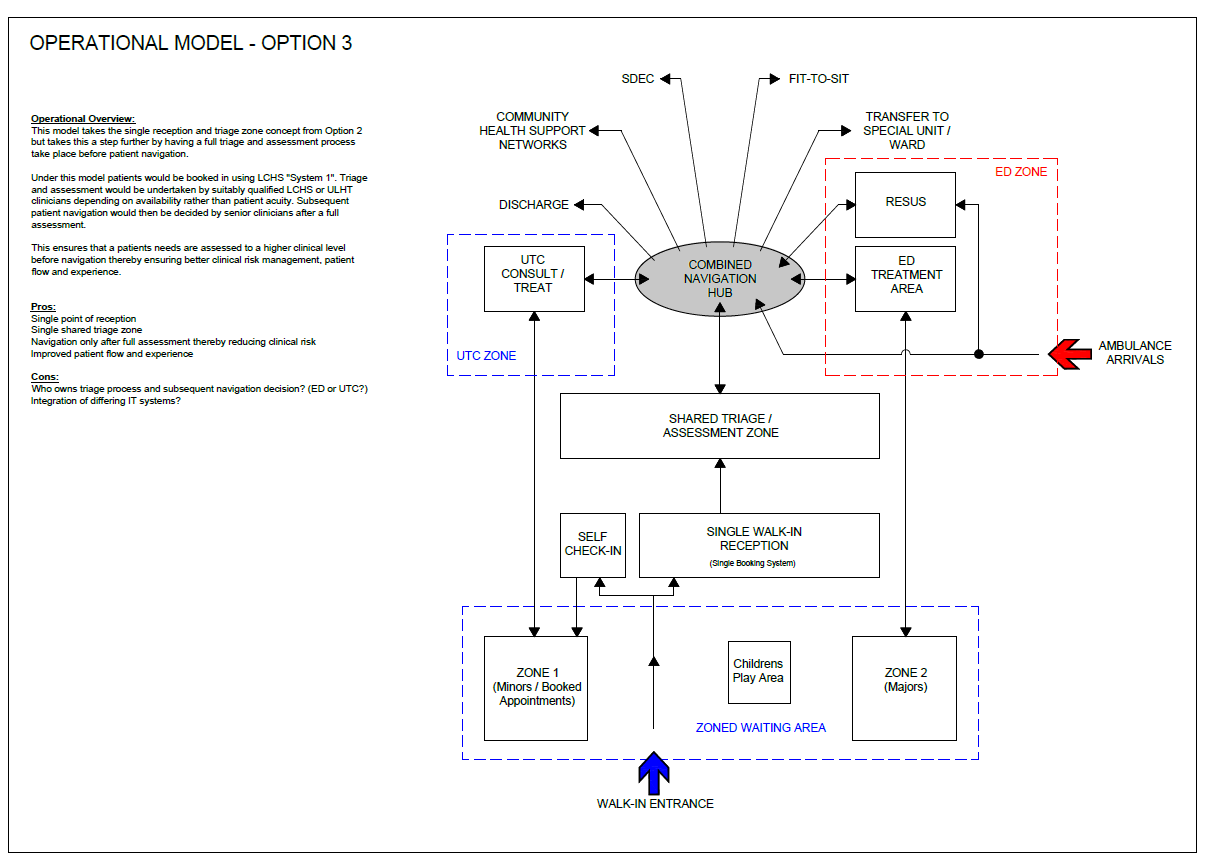 OPERATIONAL MODEL - OPTION 3
Operational Overview:
This model takes the single reception and triage zone concept from Option 2
but takes this a step further by having a full triage and assessment process
take place before patient navigation.
Under this model patients would be booked in using LCHS "System 1". Triage
and assessment would be undertaken by suitably qualified LCHS or ULHT
clinicians depending on availability rather than patient acuity. Subsequent
patient navigation would then be decided by senior clinicians after a full
assessment.
This ensures that a patients needs are assessed to a higher clinical level
before navigation thereby ensuring better clinical risk management, patient
flow and experience.
Pros:
Single point of reception
Single shared triage zone
Navigation only after full assessment thereby reducing clinical risk
Improved patient flow and experience
Cons:
Who owns triage process and subsequent navigation decision? (ED or UTC?)
Integration of differing IT systems?
SDEC
FIT-TO-SIT
COMMUNITY
HEALTH SUPPORT
NETWORKS
TRANSFER TO
SPECIAL UNIT /
WARD
ED ZONE
DISCHARGE
RESUS
UTC
CONSULT /
TREAT
COMBINED
NAVIGATION
HUB
ED
TREATMENT
AREA
UTC ZONE
AMBULANCE
ARRIVALS
SHARED TRIAGE /
ASSESSMENT ZONE
SELF
CHECK-IN
SINGLE WALK-IN
RECEPTION
(Single Booking System)
ZONE 1
(Minors / Booked
Appointments)
Childrens
Play Area
ZONE 2
(Majors)
ZONED WAITING AREA
WALK-IN ENTRANCE